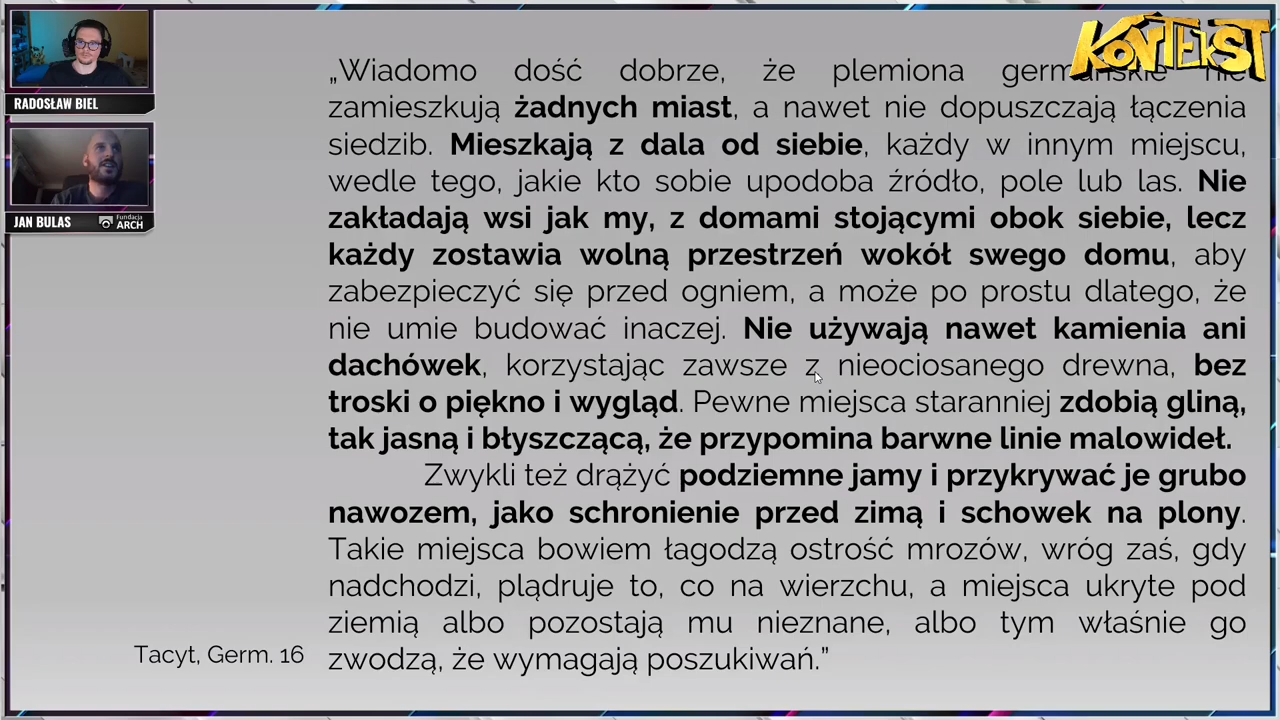 KONTEKST
RADOSŁAW BIEL
JAN BULAS
Fundacja
ARCH
„Wiadomo dość dobrze, że plemiona germańskie nie
zamieszkują żadnych miast, a nawet nie dopuszczają łączenia
siedzib. Mieszkają z dala od siebie, każdy w innym miejscu,
wedle tego, jakie kto sobie upodoba źródło, pole lub las. Nie
zakładają wsi jak my, z domami stojącymi obok siebie, lecz
każdy zostawia wolną przestrzeń wokół swego domu, aby
zabezpieczyć się przed ogniem, a może po prostu dlatego, że
nie umie budować inaczej. Nie używają nawet kamienia ani
dachówek, korzystając zawsze z nieociosanego drewna, bez
troski o piękno i wygląd. Pewne miejsca staranniej zdobią gliną,
tak jasną i błyszczącą, że przypomina barwne linie malowideł.
Zwykli też drążyć podziemne jamy i przykrywać je grubo
nawozem, jako schronienie przed zimą i schowek na plony.
Takie miejsca bowiem łagodzą ostrość mrozów, wróg zaś, gdy
nadchodzi, plądruje to, co na wierzchu, a miejsca ukryte pod
ziemią albo pozostają mu nieznane, albo tym właśnie go
zwodzą, że wymagają poszukiwań.”
Tacyt, Germ. 16